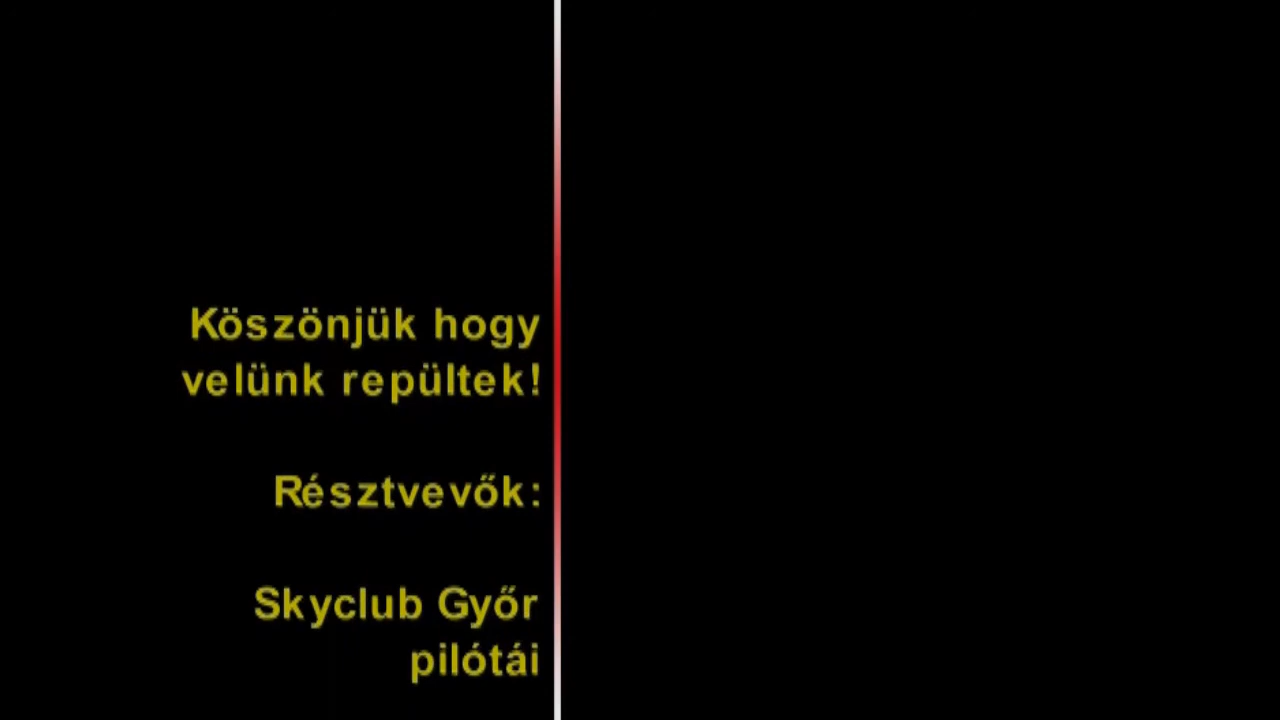 Köszönjük hogy
velünk repültek!
Résztvevők:
Skyclub Győr
pilótái